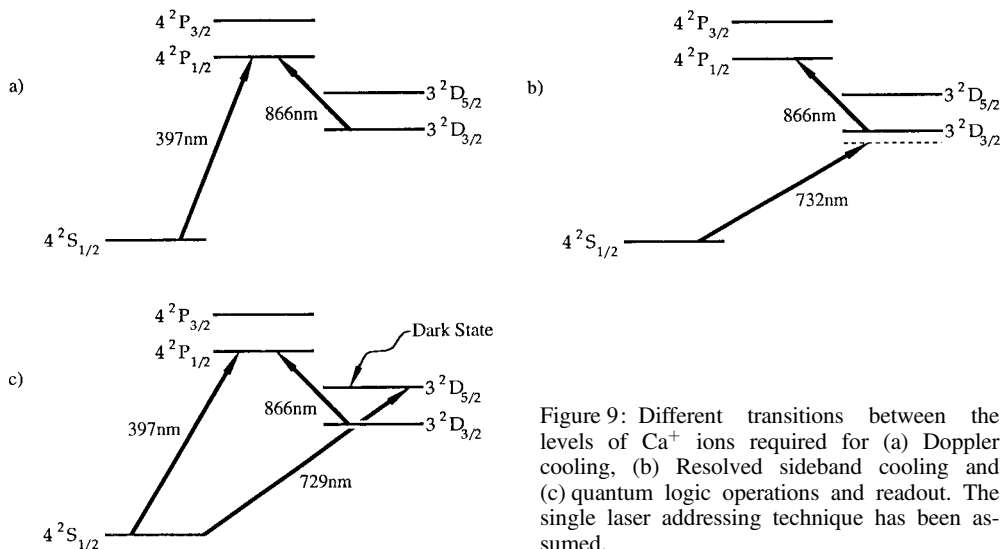 a)
4 ²P₃/₂
4 ²P₁/₂
3 ²D₅/₂
3 ²D₃/₂
866nm
397nm
4 ²S₁/₂
b)
4 ²P₃/₂
4 ²P₁/₂
3 ²D₅/₂
3 ²D₃/₂
866nm
732nm
4 ²S₁/₂
c)
4 ²P₃/₂
4 ²P₁/₂
Dark State
3 ²D₅/₂
3 ²D₃/₂
866nm
397nm
729nm
4 ²S₁/₂
Figure 9: Different transitions between the
levels of Ca⁺ ions required for (a) Doppler
cooling, (b) Resolved sideband cooling and
(c) quantum logic operations and readout. The
single laser addressing technique has been as-
sumed.